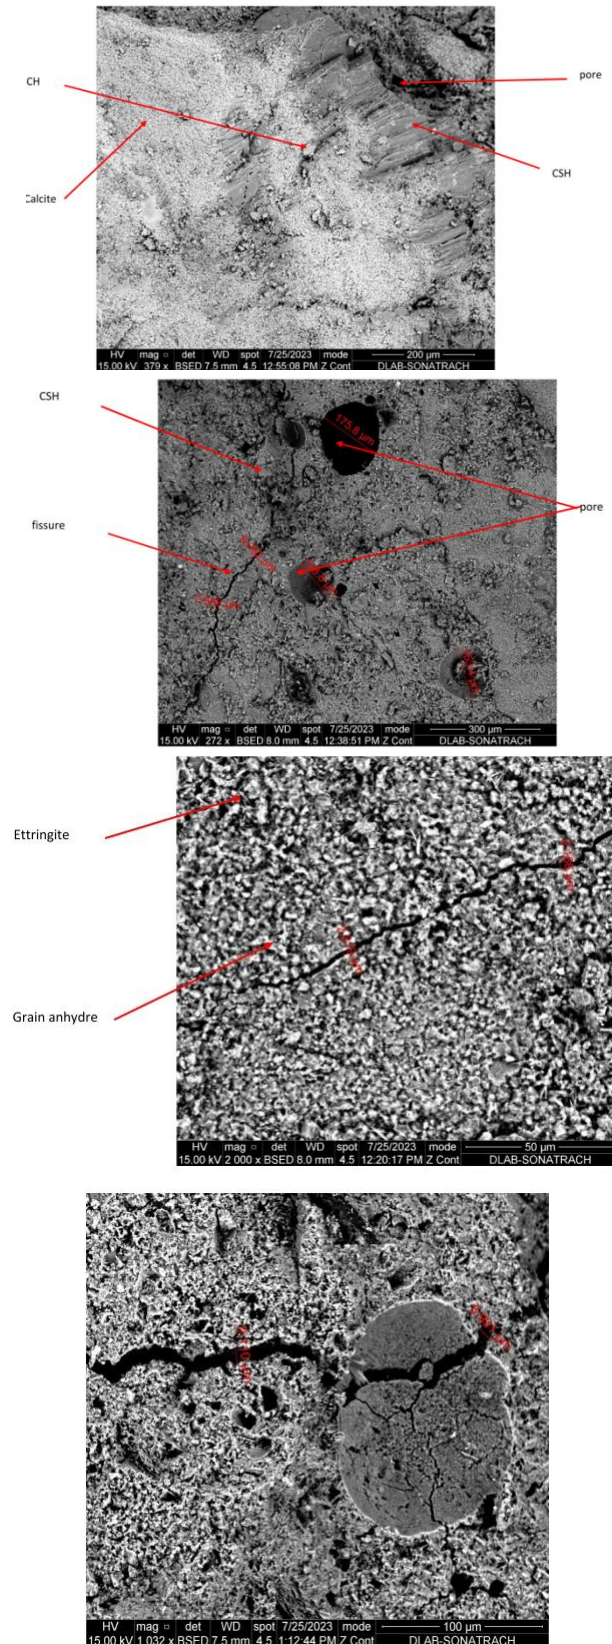 CH
pore
CSH
Calcite
HV mag □ det WD spot 7/25/2023 mode 200 µm
15.00 kV 379 x BSED 7.5 mm 4.5 12:55:08 PM Z Cont DLAB-SONATRACH
CSH
175.8 µm
fissure
pore
HV mag □ det WD spot 7/25/2023 mode 300 µm
15.00 kV 272 x BSED 8.0 mm 4.5 12:38:51 PM Z Cont DLAB-SONATRACH
Ettringite
Grain anhydre
HV mag □ det WD spot 7/25/2023 mode 50 µm
15.00 kV 2 000 x BSED 8.0 mm 4.5 12:20:17 PM Z Cont DLAB-SONATRACH
HV mag □ det WD spot 7/25/2023 mode 100 µm
15.00 kV 1 032 x BSED 7.5 mm 4.5 1:12:44 PM Z Cont DLAB-SONATRACH